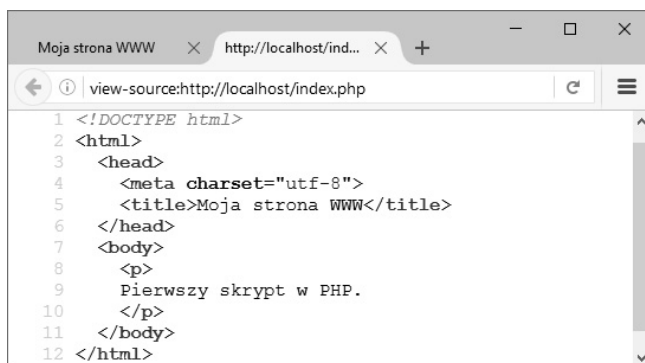 Moja strona WWW
http://localhost/ind...
view-source:http://localhost/index.php
1 <!DOCTYPE html>
2 <html>
3   <head>
4     <meta charset="utf-8">
5     <title>Moja strona WWW</title>
6   </head>
7   <body>
8     <p>
9     Pierwszy skrypt w PHP.
10     </p>
11   </body>
12 </html>